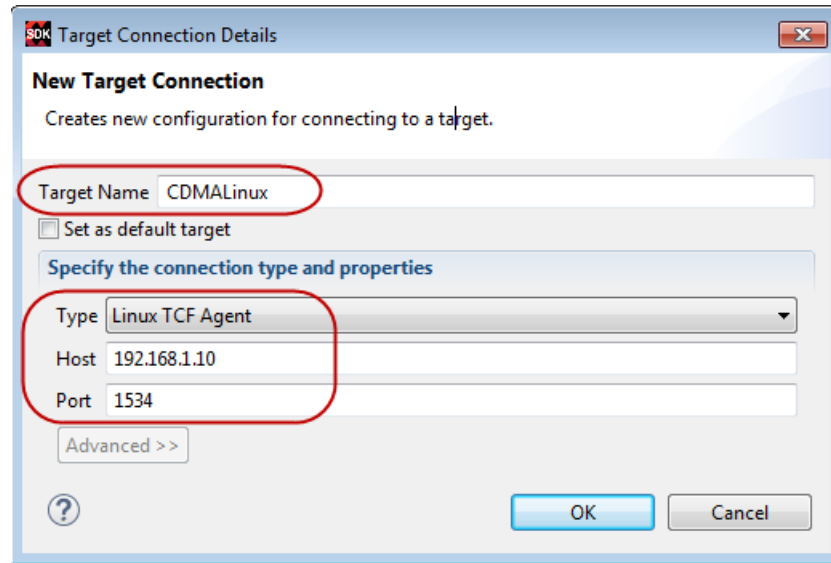 SDK Target Connection Details
New Target Connection
Creates new configuration for connecting to a target.
Target Name CDMALinux
Set as default target
Specify the connection type and properties
Type Linux TCF Agent
Host 192.168.1.10
Port 1534
Advanced >>
? OK Cancel